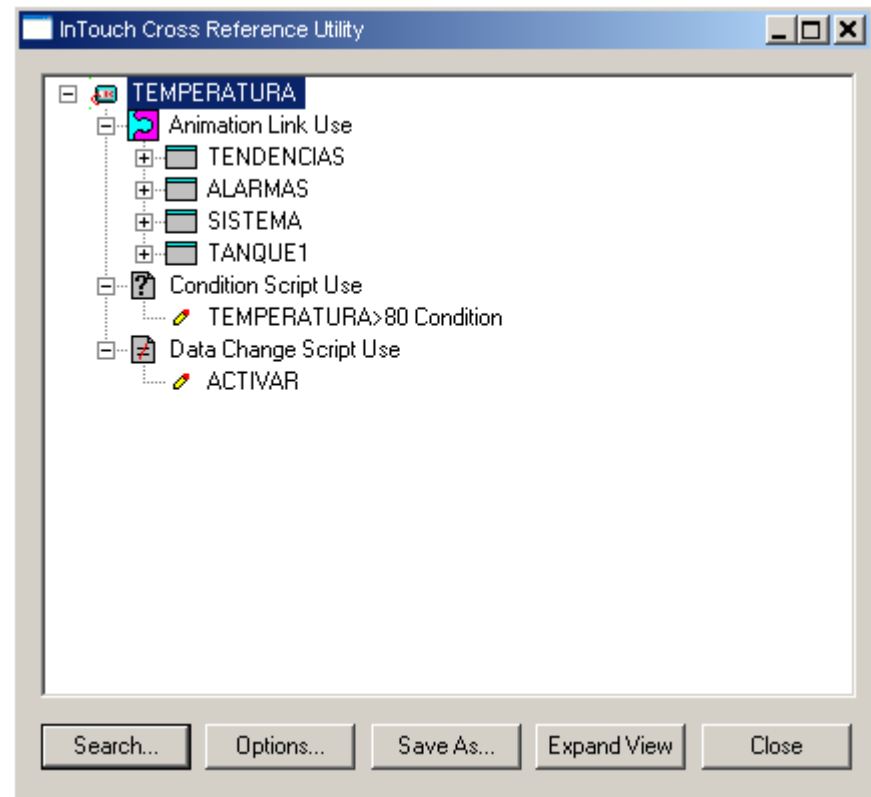 InTouch Cross Reference Utility
TEMPERATURA
Animation Link Use
TENDENCIAS
ALARMAS
SISTEMA
TANQUE1
Condition Script Use
TEMPERATURA>80 Condition
Data Change Script Use
ACTIVAR
Search... Options... Save As... Expand View Close